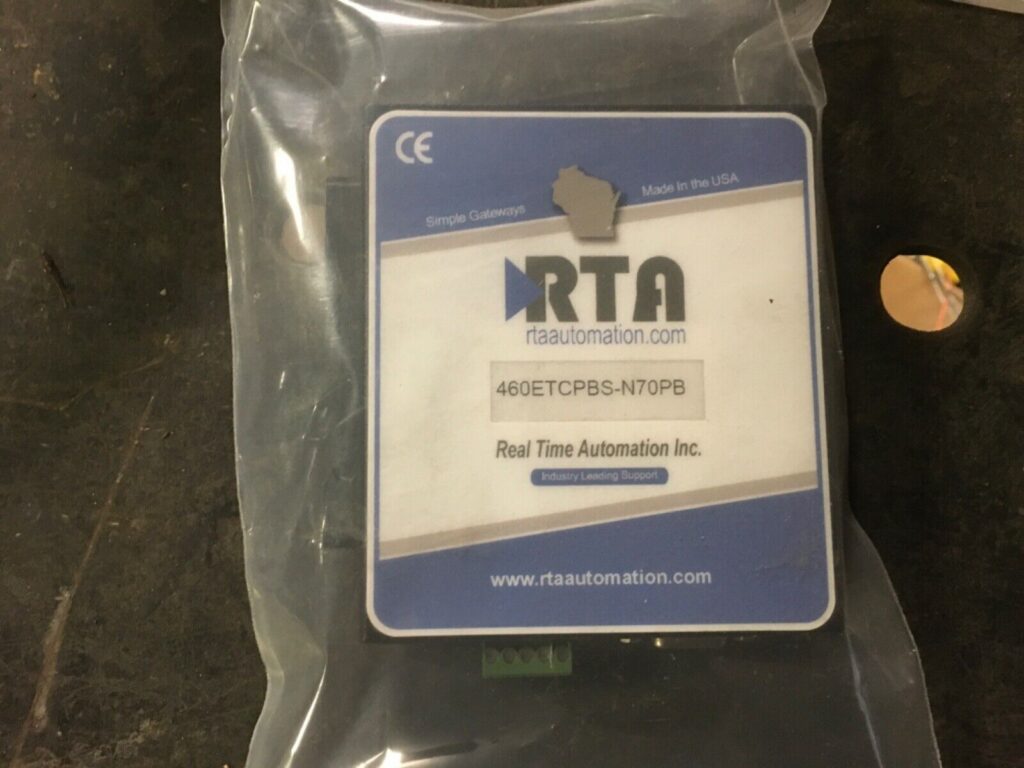 CE
Simple Gateways
Made In the USA
RTA
rtaautomation.com
460ETCPBS-N70PB
Real Time Automation Inc.
Industry Leading Support
www.rtaautomation.com